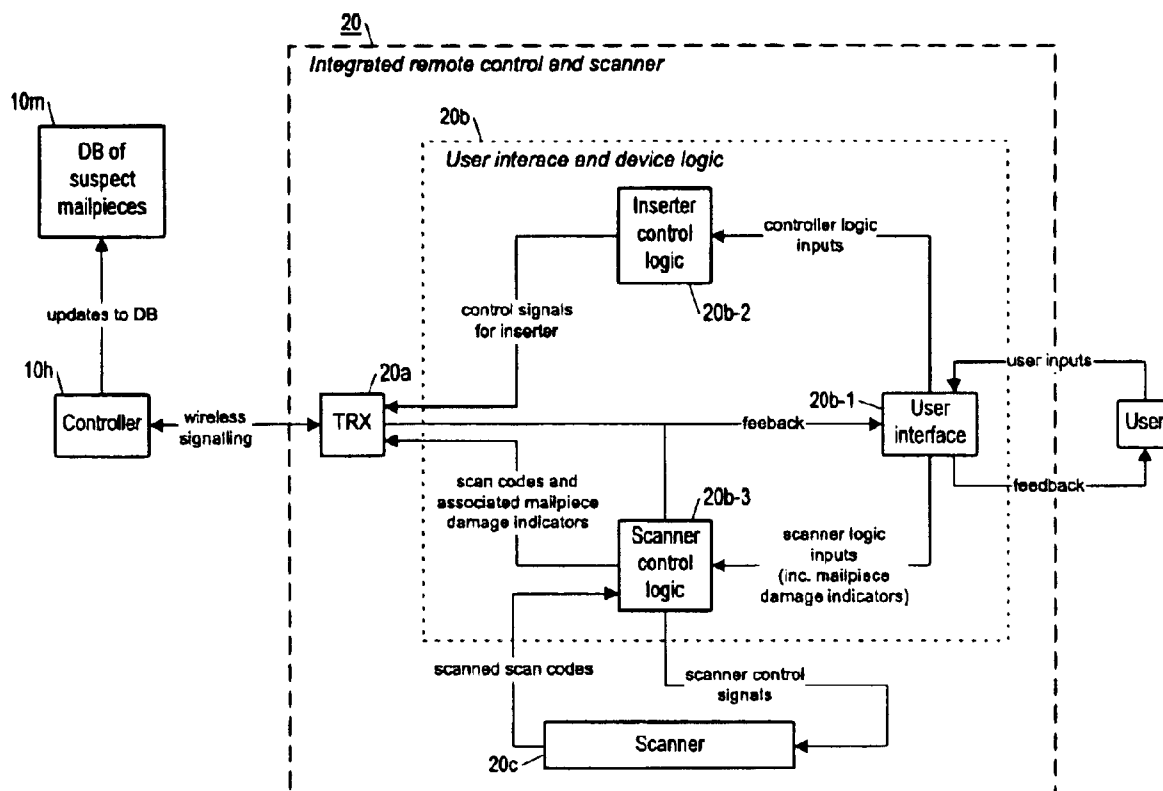 20
Integrated remote control and scanner
10m
DB of
suspect
mailpieces
20b
User interace and device logic
Inserter
control
logic
controller logic
inputs
20b-2
updates to DB
control signals
for inserter
10h
Controller
wireless
signalling
20a
TRX
feeback
20b-1
User
interface
user inputs
User
feedback
scan codes and
associated mailpiece
damage indicators
20b-3
Scanner
control
logic
scanner logic
inputs
(inc. mailpiece
damage indicators)
scanned scan codes
scanner control
signals
Scanner
20c